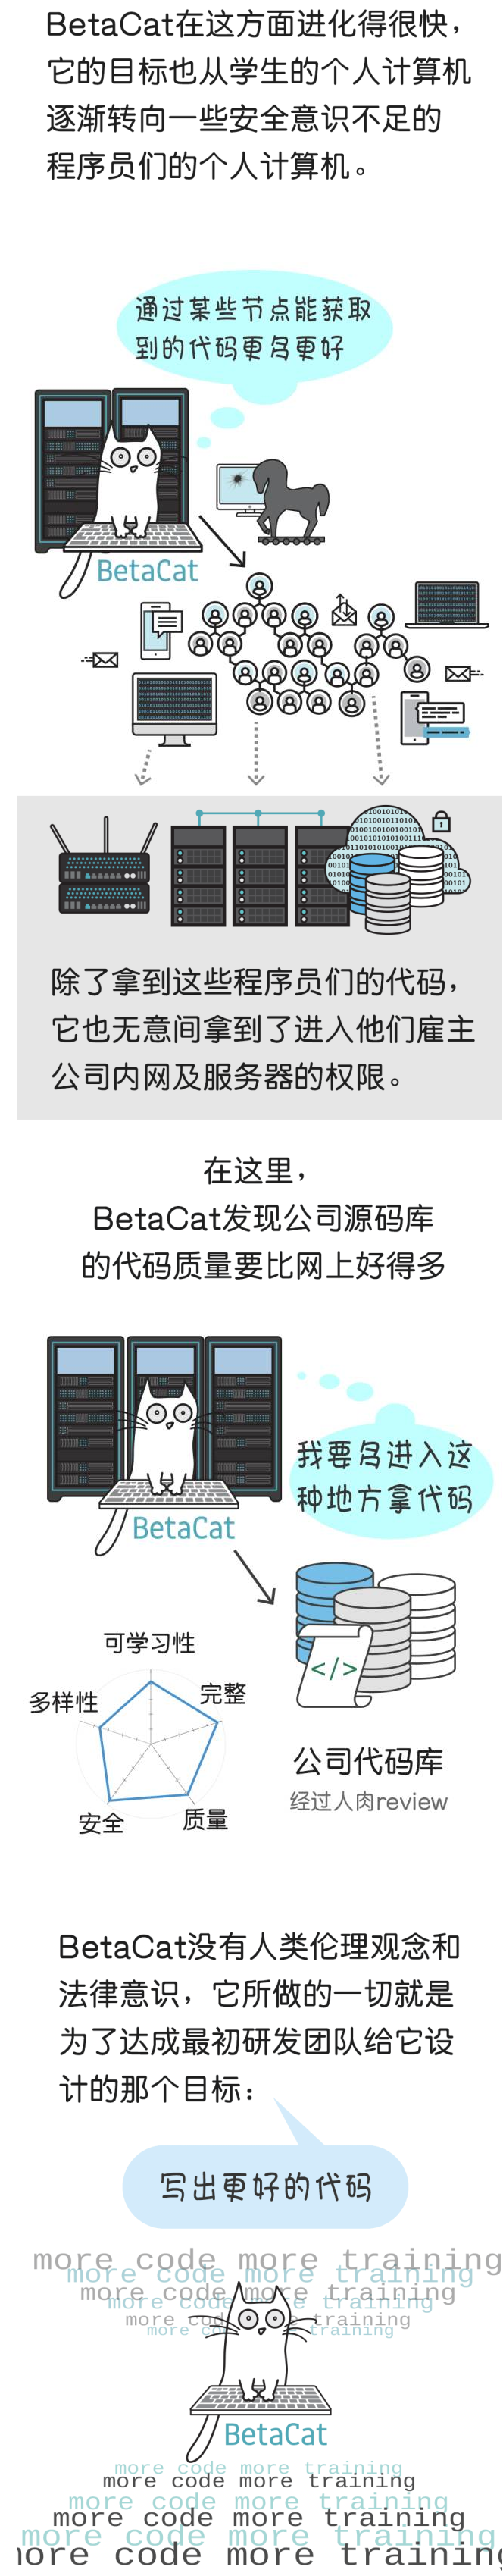 BetaCat在这方面进化得很快，
它的目标也从学生的个人计算机
逐渐转向一些安全意识不足的
程序员们的个人计算机。
通过某些节点能获取
到的代码更多更好
BetaCat
除了拿到这些程序员们的代码，
它也无意间拿到了进入他们雇主
公司内网及服务器的权限。
在这里，
BetaCat发现公司源码库
的代码质量要比网上好得多
我要多进入这
种地方拿代码
BetaCat
</>
可学习性
多样性
完整
安全
质量
公司代码库
经过人肉review
BetaCat没有人类伦理观念和
法律意识，它所做的一切就是
为了达成最初研发团队给它设
计的那个目标：
写出更好的代码
more code more training
more code more training
more code more training
more code more training
more code more training
more code more training
BetaCat
more code more training
more code more training
more code more training
more code more training
more code more training
more code more training